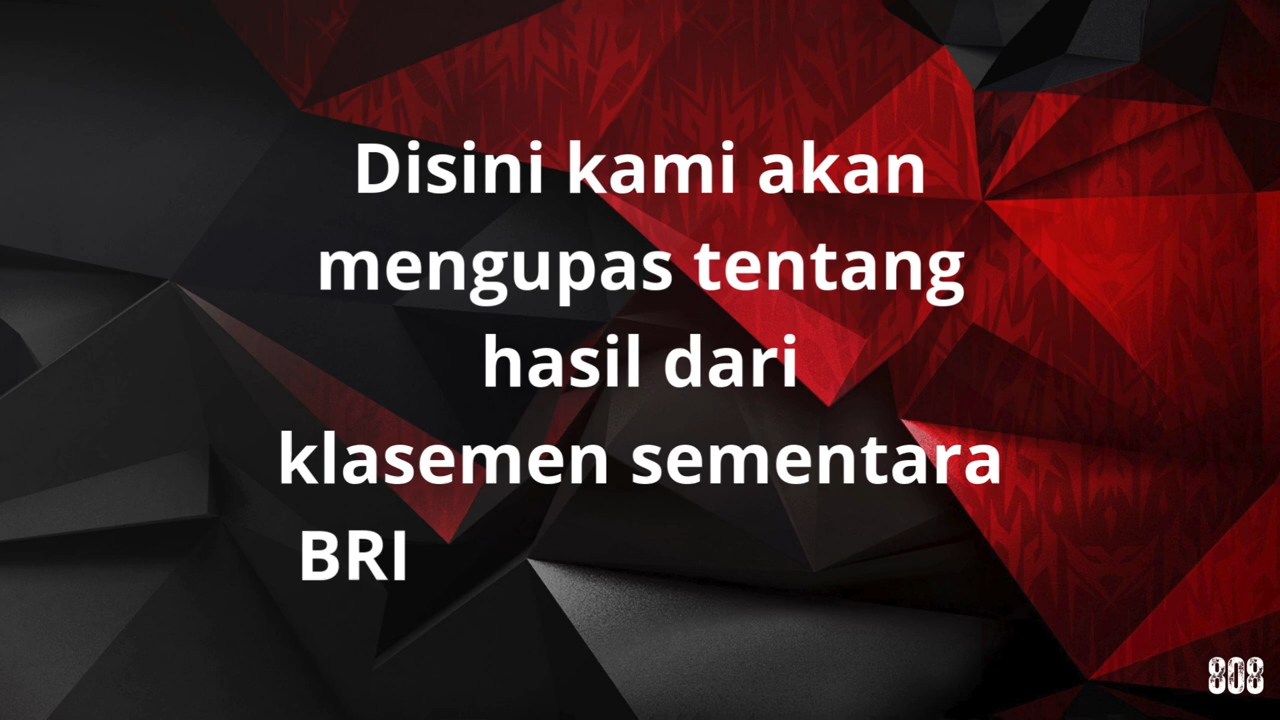 Disini kami akan
mengupas tentang
hasil dari
klasemen sementara
BRI
808